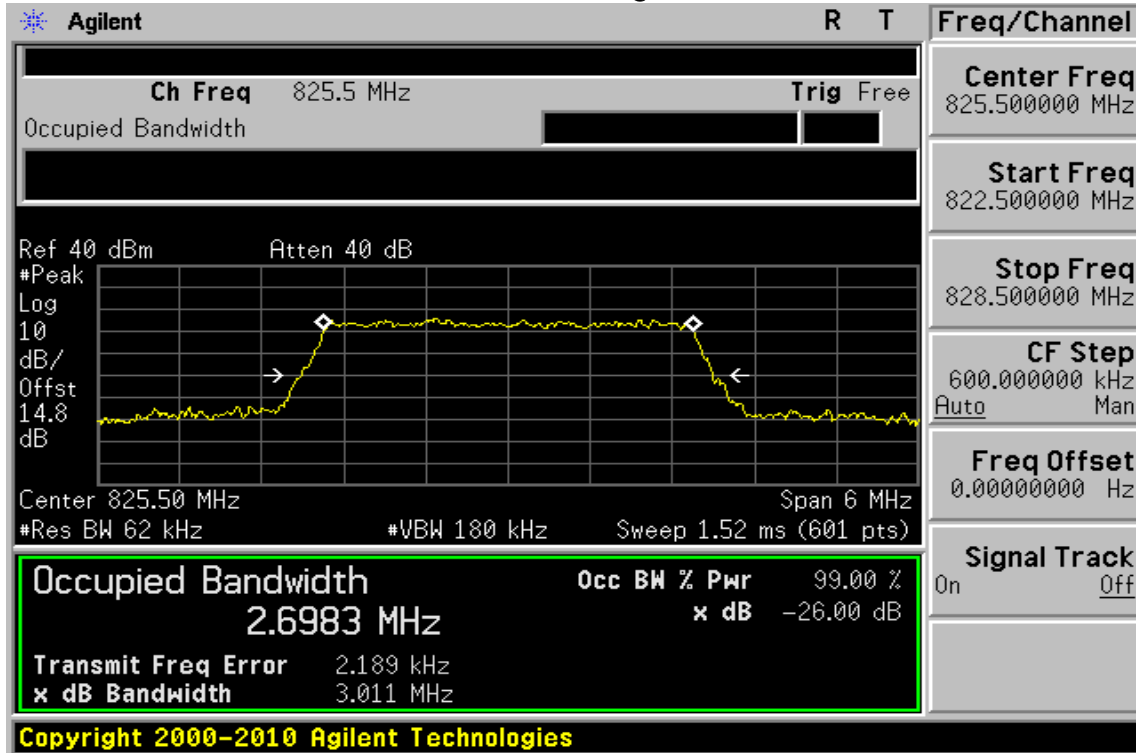 Agilent R T Freq/Channel
Ch Freq 825.5 MHz Trig Free
Occupied Bandwidth
Center Freq
825.500000 MHz
Start Freq
822.500000 MHz
Stop Freq
828.500000 MHz
CF Step
600.000000 kHz
Auto Man
Freq Offset
0.00000000 Hz
Signal Track
On Off
Ref 40 dBm Atten 40 dB
#Peak
Log
10
dB/
Offst
14.8
dB
Center 825.50 MHz Span 6 MHz
#Res BW 62 kHz #VBW 180 kHz Sweep 1.52 ms (601 pts)
Occupied Bandwidth Occ BW % Pwr 99.00 %
2.6983 MHz x dB -26.00 dB
Transmit Freq Error 2.189 kHz
x dB Bandwidth 3.011 MHz
Copyright 2000-2010 Agilent Technologies